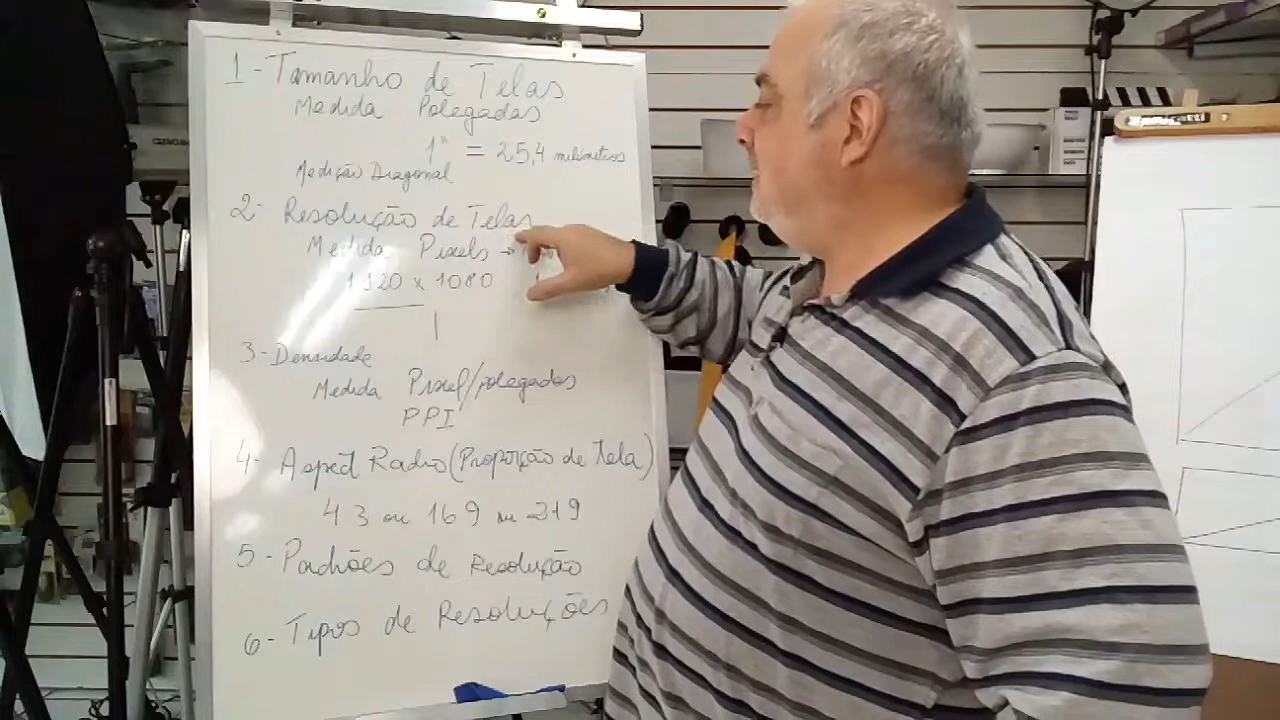 1 - Tamanho de Telas
Medida Polegadas
1" = 25,4 milímetros
Medição Diagonal
2- Resolução de Telas
Medida Pixels →
1920 x 1080
3 - Densidade
Medida Pixel/polegadas
PPI
4- Aspect Radio (Proporção de tela)
4 3 ou 16 9 ou 21 9
5 - Padrões de Resolução
6 - Tipos de Resoluções